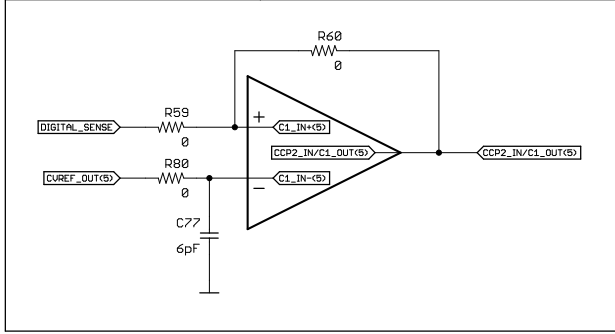 R60
0
R59
DIGITAL_SENSE
0
+
C1_IN+(5)
CCP2_IN/C1_OUT(5)
CCP2_IN/C1_OUT(5)
R80
CVREF_OUT(5)
0
C1_IN-(5)
−
C77
6pF